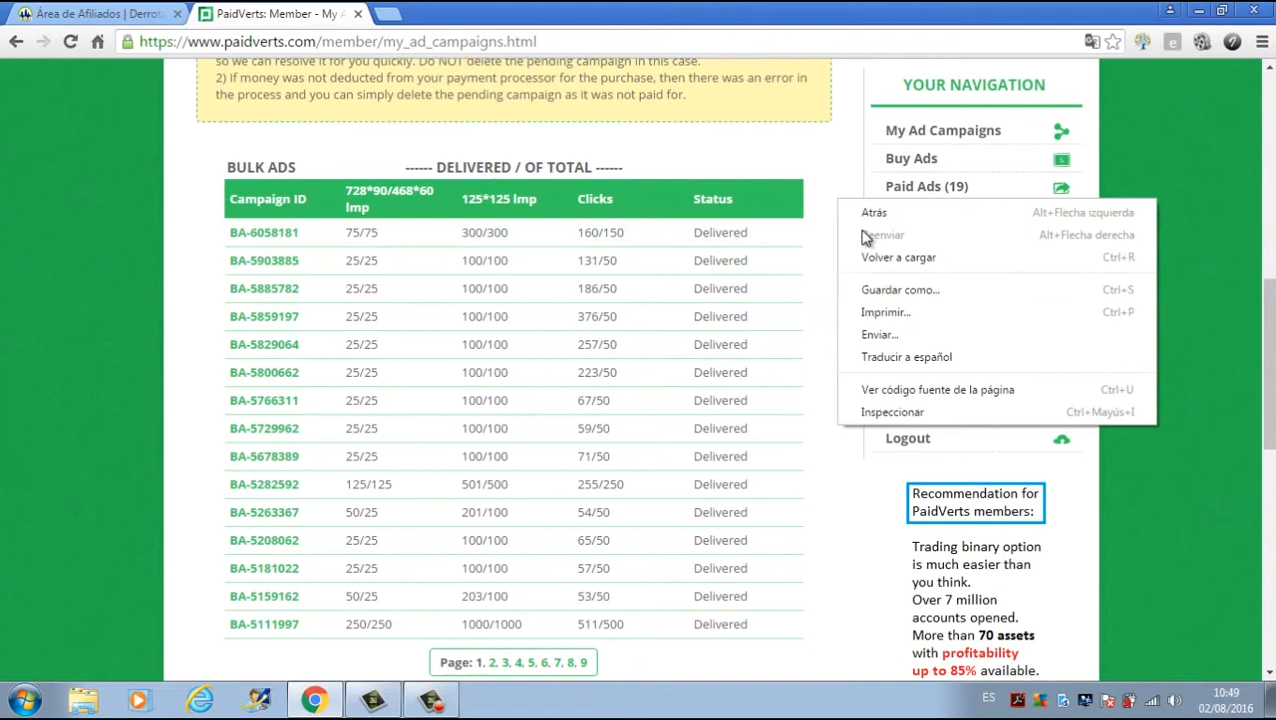 Área de Afiliados | Derrota
PaidVerts: Member - My A
https://www.paidverts.com/member/my_ad_campaigns.html
so we can resolve it for you quickly. Do NOT delete the pending campaign in this case.
2) If money was not deducted from your payment processor for the purchase, then there was an error in
the process and you can simply delete the pending campaign as it was not paid for.
BULK ADS ------ DELIVERED / OF TOTAL ------
Campaign ID 728*90/468*60 Imp 125*125 Imp Clicks Status
BA-6058181 75/75 300/300 160/150 Delivered
BA-5903885 25/25 100/100 131/50 Delivered
BA-5885782 25/25 100/100 186/50 Delivered
BA-5859197 25/25 100/100 376/50 Delivered
BA-5829064 25/25 100/100 257/50 Delivered
BA-5800662 25/25 100/100 223/50 Delivered
BA-5766311 25/25 100/100 67/50 Delivered
BA-5729962 25/25 100/100 59/50 Delivered
BA-5678389 25/25 100/100 71/50 Delivered
BA-5282592 125/125 501/500 255/250 Delivered
BA-5263367 50/25 201/100 54/50 Delivered
BA-5208062 25/25 100/100 65/50 Delivered
BA-5181022 25/25 100/100 57/50 Delivered
BA-5159162 50/25 203/100 53/50 Delivered
BA-5111997 250/250 1000/1000 511/500 Delivered
Page: 1, 2, 3, 4, 5, 6, 7, 8, 9
YOUR NAVIGATION
My Ad Campaigns
Buy Ads
Paid Ads (19)
Atrás Alt+Flecha izquierda
Reenviar Alt+Flecha derecha
Volver a cargar Ctrl+R
Guardar como... Ctrl+S
Imprimir... Ctrl+P
Enviar...
Traducir a español
Ver código fuente de la página Ctrl+U
Inspeccionar Ctrl+Mayús+I
Logout
Recommendation for
PaidVerts members:
Trading binary option
is much easier than
you think.
Over 7 million
accounts opened.
More than 70 assets
with profitability
up to 85% available.
ES
10:49
02/08/2016